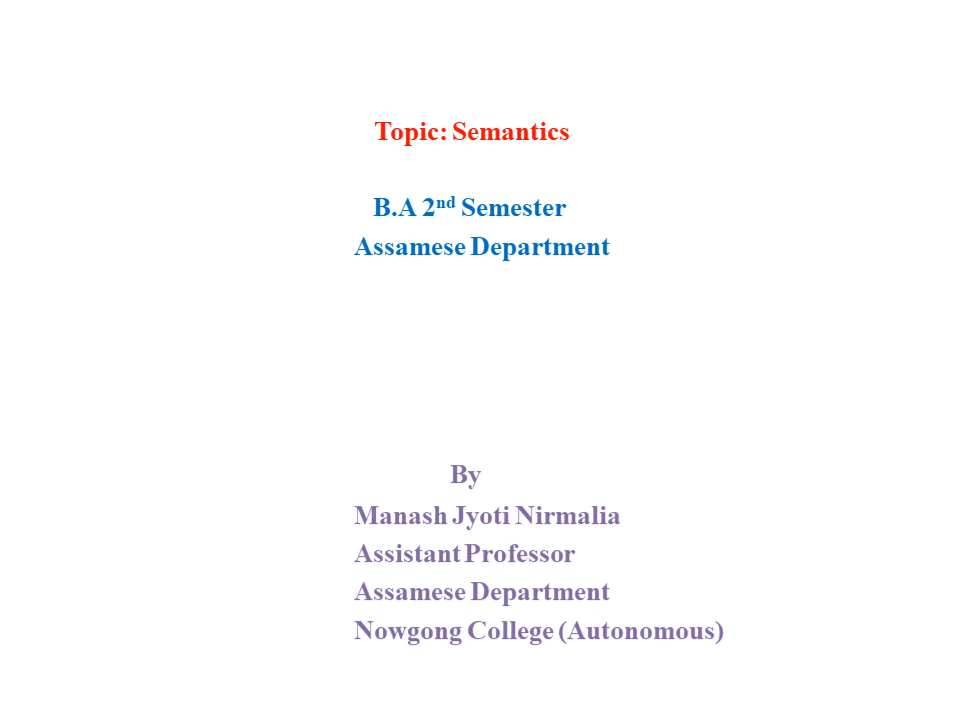 Topic: Semantics
B.A 2nd Semester
Assamese Department
By
Manash Jyoti Nirmalia
Assistant Professor
Assamese Department
Nowgong College (Autonomous)